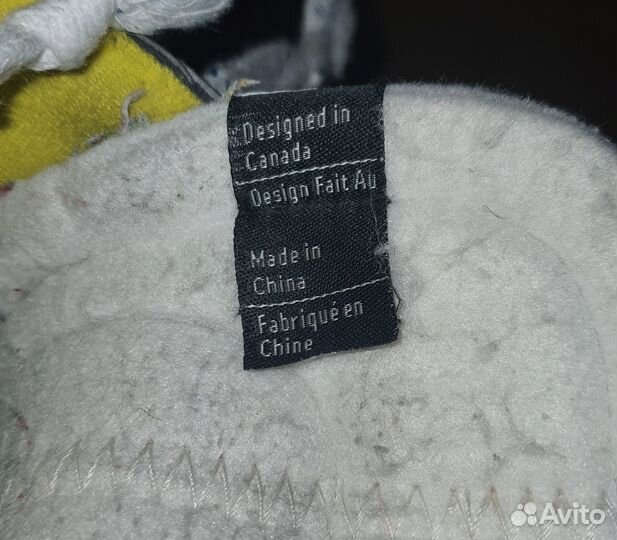 Designed in
Canada
Design Fait Au
Made in
China
Fabriqué en
Chine
Avito